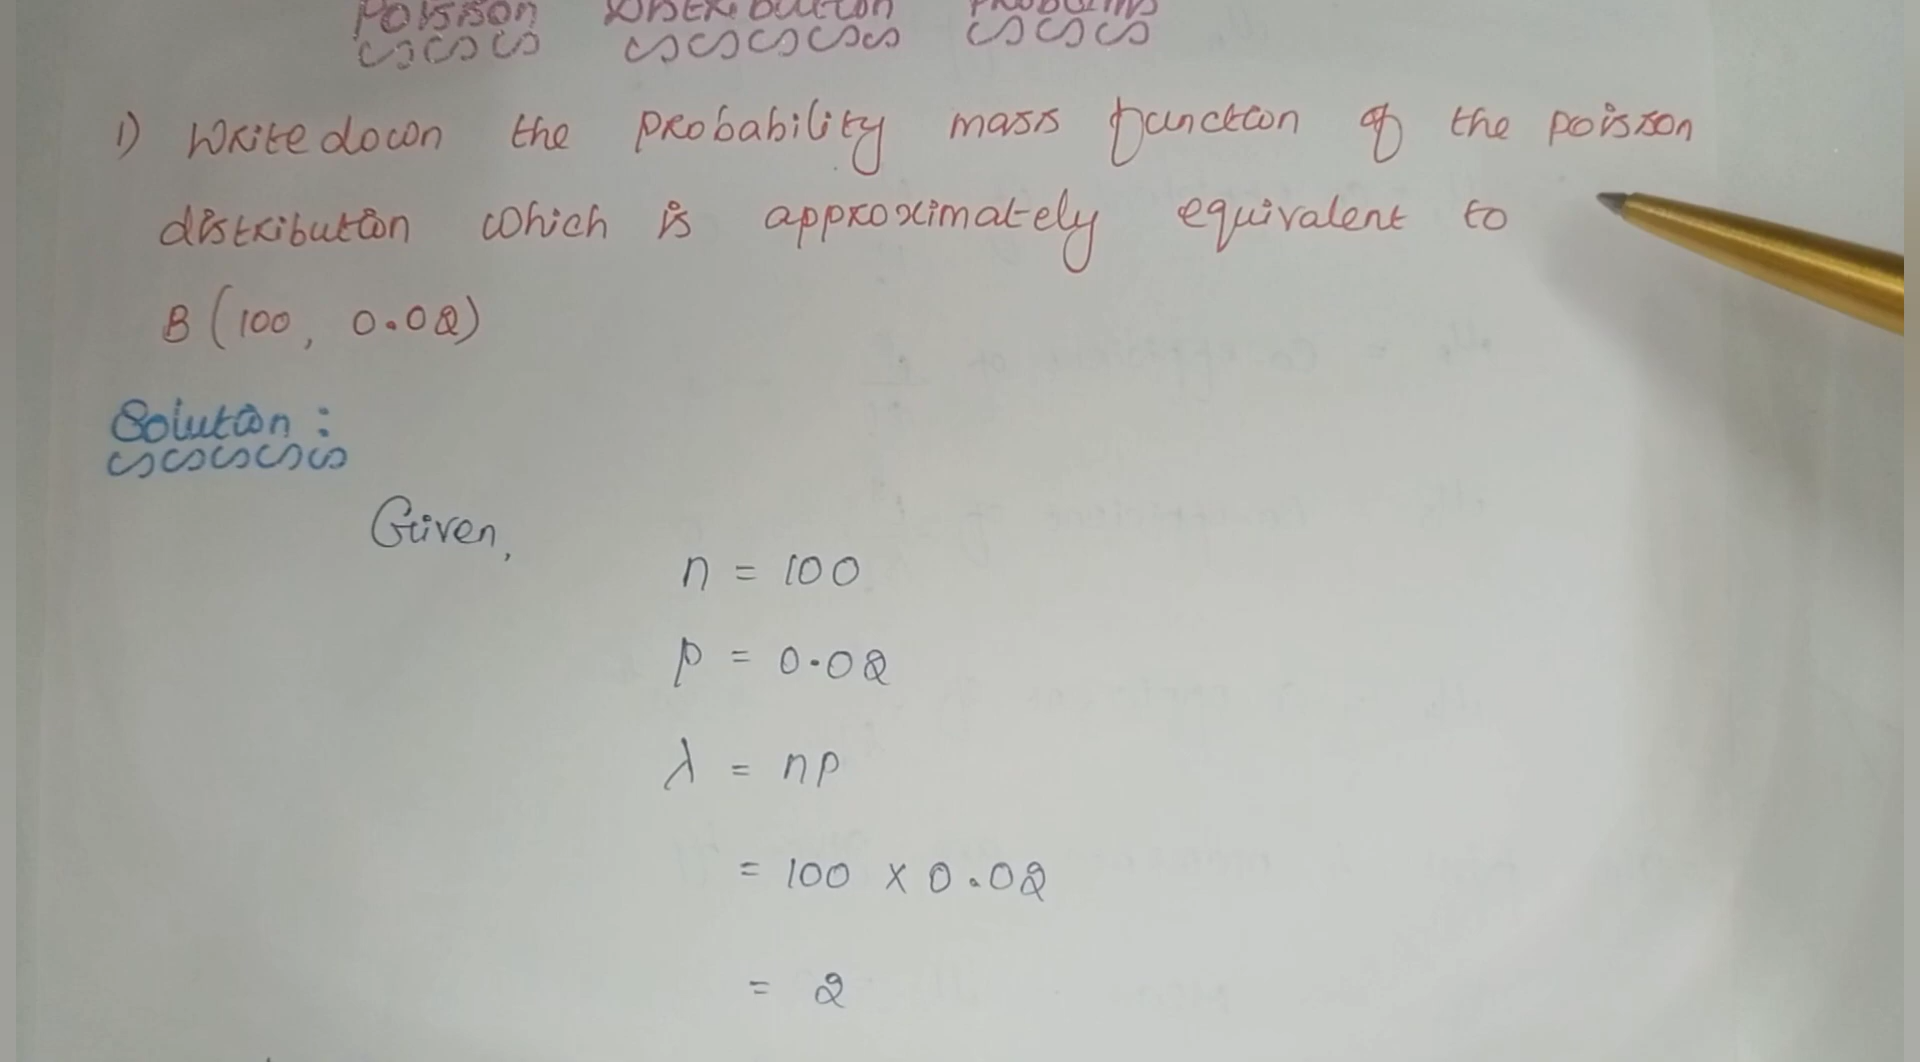 Poisson Distribution Problems
1) Write down the probability mass function of the poisson
distribution which is approximately equivalent to
B (100, 0.02)
Solution :
Given,
n = 100
p = 0.02
λ = np
= 100 x 0.02
= 2